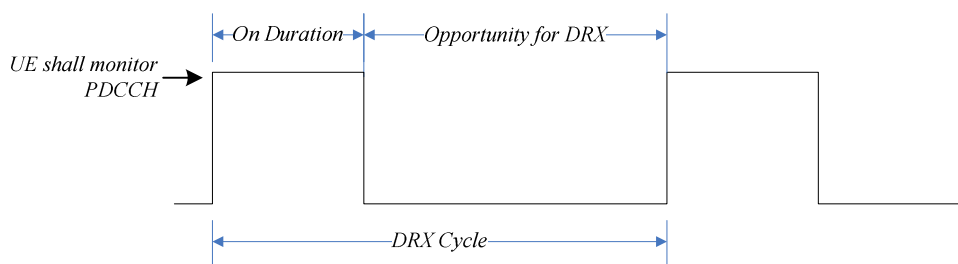 On Duration
Opportunity for DRX
UE shall monitor
PDCCH
DRX Cycle